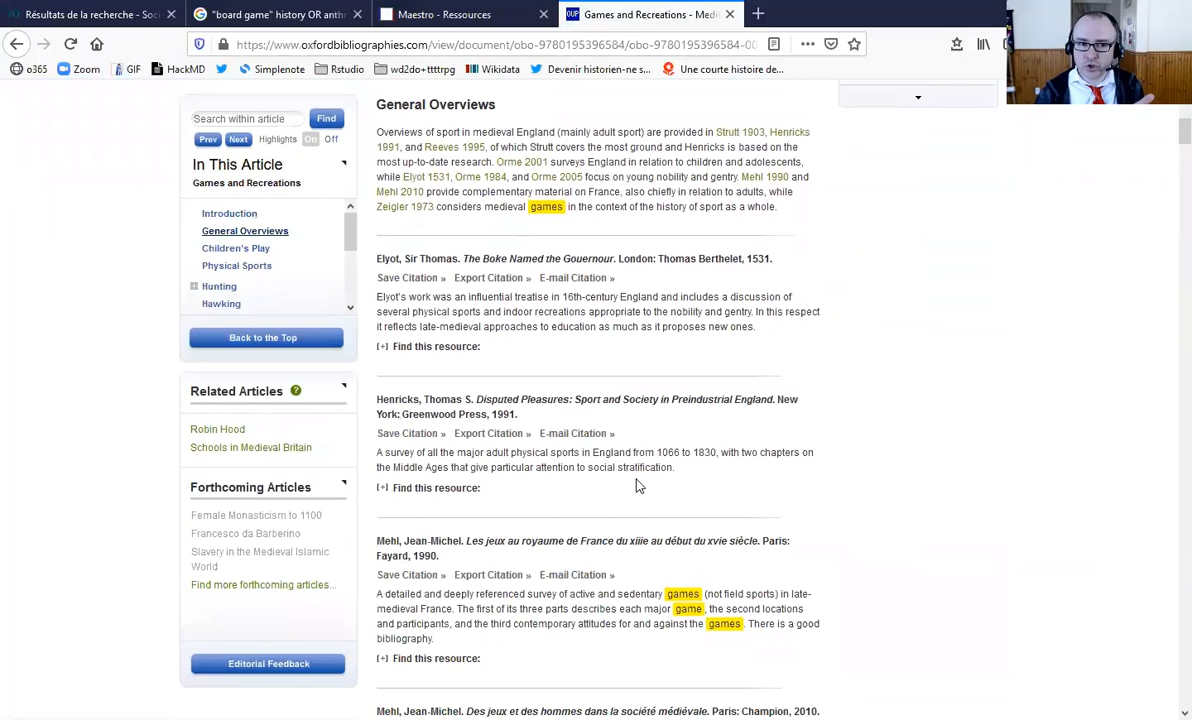 Résultats de la recherche - Soci
"board game" history OR anthr
Maestro - Ressources
OUP Games and Recreations - Medi
https://www.oxfordbibliographies.com/view/document/obo-9780195396584/obo-9780195396584-00
o365 Zoom GIF HackMD Simplenote Rstudio wd2do+ttttrpg Wikidata Devenir historien-ne s... Une courte histoire de...
Search within article Find
Prev Next Highlights On Off
In This Article
Games and Recreations
Introduction
General Overviews
Children's Play
Physical Sports
Hunting
Hawking
Back to the Top
Related Articles
Robin Hood
Schools in Medieval Britain
Forthcoming Articles
Female Monasticism to 1100
Francesco da Barberino
Slavery in the Medieval Islamic
World
Find more forthcoming articles...
Editorial Feedback
General Overviews
Overviews of sport in medieval England (mainly adult sport) are provided in Strutt 1903, Henricks
1991, and Reeves 1995, of which Strutt covers the most ground and Henricks is based on the
most up-to-date research. Orme 2001 surveys England in relation to children and adolescents,
while Elyot 1531, Orme 1984, and Orme 2005 focus on young nobility and gentry. Mehl 1990 and
Mehl 2010 provide complementary material on France, also chiefly in relation to adults, while
Zeigler 1973 considers medieval games in the context of the history of sport as a whole.
Elyot, Sir Thomas. The Boke Named the Gouernour. London: Thomas Berthelet, 1531.
Save Citation » Export Citation » E-mail Citation »
Elyot's work was an influential treatise in 16th-century England and includes a discussion of
several physical sports and indoor recreations appropriate to the nobility and gentry. In this respect
it reflects late-medieval approaches to education as much as it proposes new ones.
[+] Find this resource:
Henricks, Thomas S. Disputed Pleasures: Sport and Society in Preindustrial England. New
York: Greenwood Press, 1991.
Save Citation » Export Citation » E-mail Citation »
A survey of all the major adult physical sports in England from 1066 to 1830, with two chapters on
the Middle Ages that give particular attention to social stratification.
[+] Find this resource:
Mehl, Jean-Michel. Les jeux au royaume de France du xiiie au début du xvie siècle. Paris:
Fayard, 1990.
Save Citation » Export Citation » E-mail Citation »
A detailed and deeply referenced survey of active and sedentary games (not field sports) in late-
medieval France. The first of its three parts describes each major game, the second locations
and participants, and the third contemporary attitudes for and against the games. There is a good
bibliography.
[+] Find this resource:
Mehl, Jean-Michel. Des jeux et des hommes dans la société médiévale. Paris: Champion, 2010.